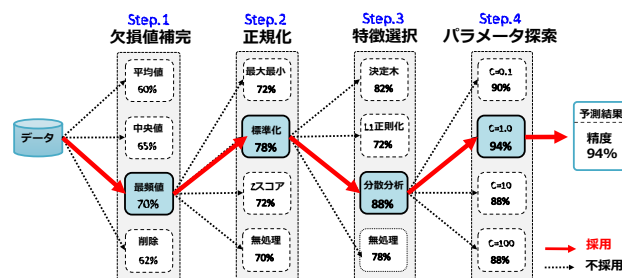 Step.1
欠損値補完
平均値
60%
中央値
65%
最頻値
70%
削除
62%
Step.2
正規化
最大最小
72%
標準化
78%
Zスコア
72%
無処理
70%
Step.3
特徴選択
決定木
82%
L1正則化
72%
分散分析
88%
無処理
78%
Step.4
パラメータ探索
C=0.1
90%
C=1.0
94%
C=10
88%
C=100
88%
データ
予測結果
精度
94%
採用
不採用